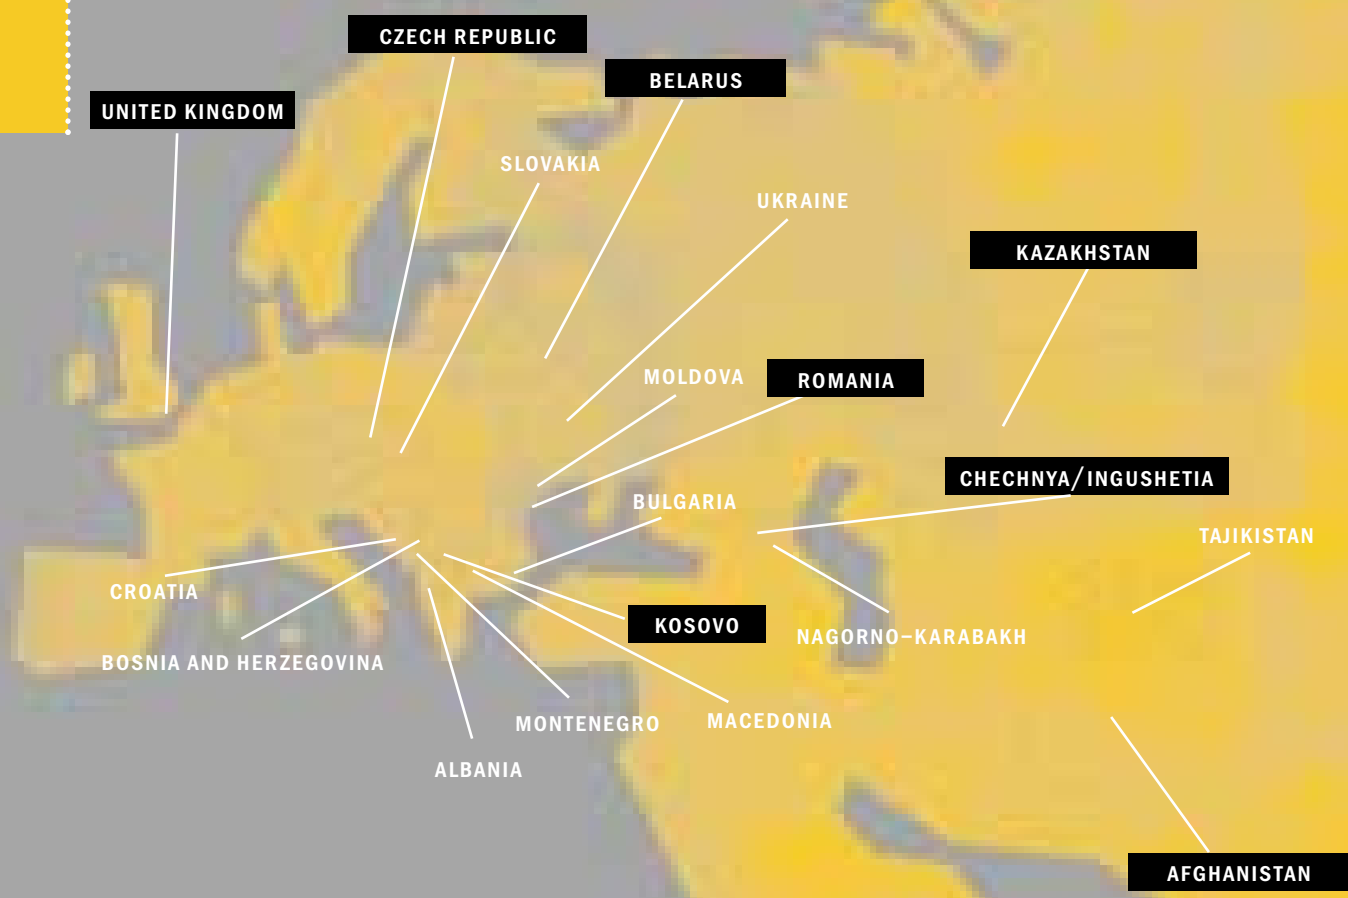 CZECH REPUBLIC
BELARUS
UNITED KINGDOM
SLOVAKIA
UKRAINE
KAZAKHSTAN
MOLDOVA
ROMANIA
CHECHNYA/INGUSHETIA
BULGARIA
TAJIKISTAN
CROATIA
KOSOVO
NAGORNO–KARABAKH
BOSNIA AND HERZEGOVINA
MONTENEGRO
MACEDONIA
ALBANIA
AFGHANISTAN